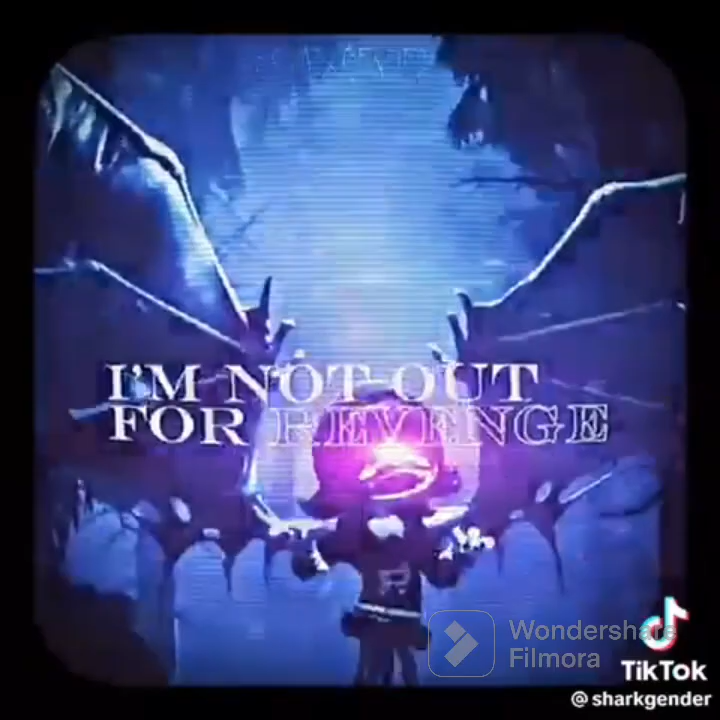 I'M NOT OUT
FOR REVENGE
Wondershare
Filmora
TikTok
@sharkgender